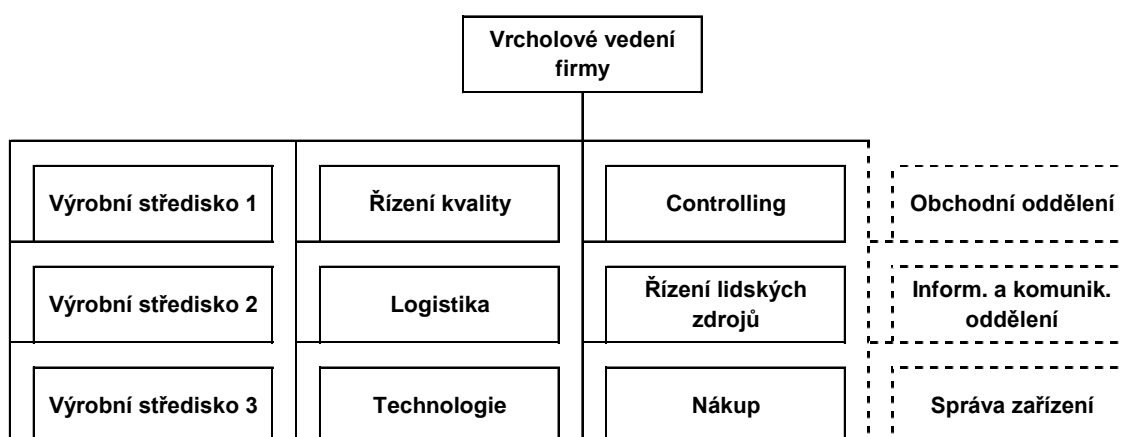 Vrcholové vedení
firmy
Výrobní středisko 1
Řízení kvality
Controlling
Obchodní oddělení
Výrobní středisko 2
Logistika
Řízení lidských
zdrojů
Inform. a komunik.
oddělení
Výrobní středisko 3
Technologie
Nákup
Správa zařízení